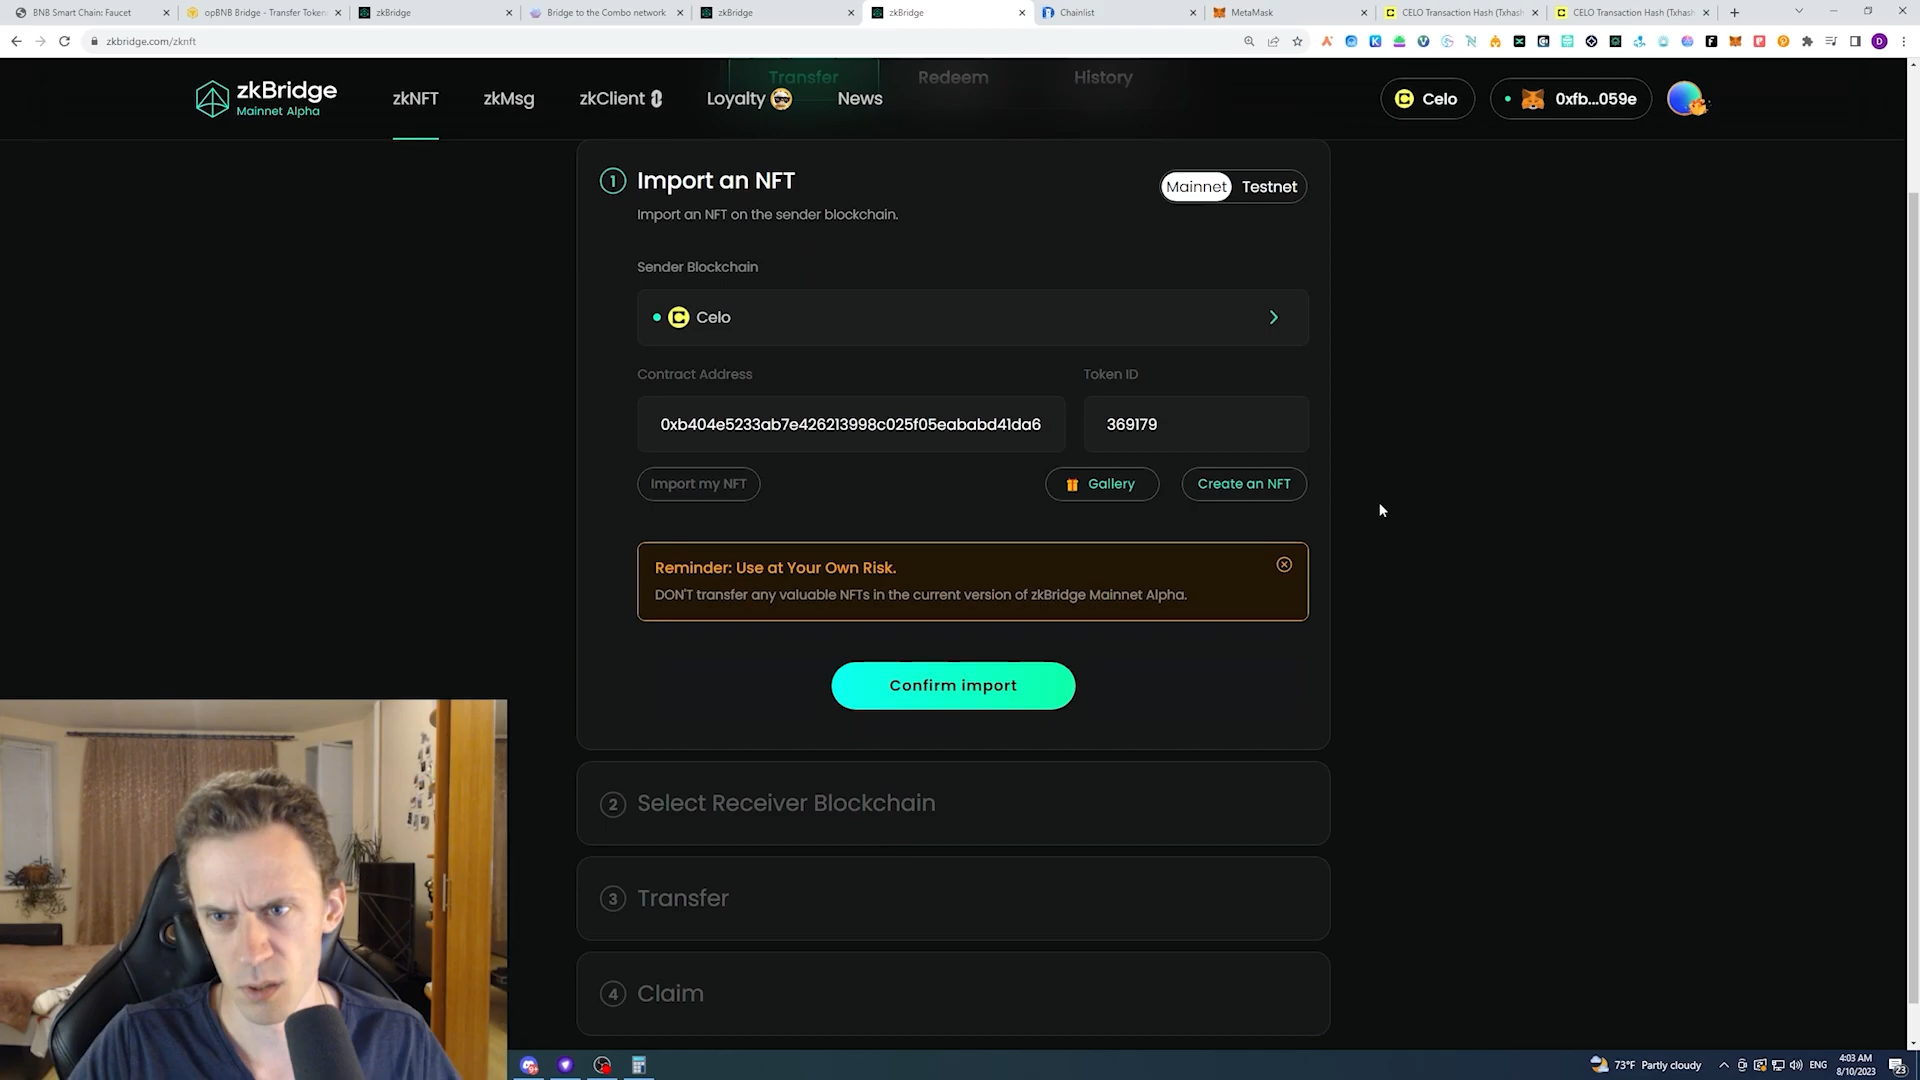 BNB Smart Chain: Faucet
opBNB Bridge - Transfer Token
zkBridge
Bridge to the Combo network
zkBridge
zkBridge
Chainlist
MetaMask
CELO Transaction Hash (Txhash
CELO Transaction Hash (Txhash
zkbridge.com/zknft
Transfer
Redeem
History
zkBridge
Mainnet Alpha
zkNFT
zkMsg
zkClient
Loyalty
News
Celo
0xfb...059e
1
Import an NFT
Mainnet
Testnet
Import an NFT on the sender blockchain.
Sender Blockchain
Celo
Contract Address
Token ID
0xb404e5233ab7e426213998c025f05eababd41da6
369179
Import my NFT
Gallery
Create an NFT
Reminder: Use at Your Own Risk.
DON'T transfer any valuable NFTs in the current version of zkBridge Mainnet Alpha.
Confirm import
2
Select Receiver Blockchain
3
Transfer
4
Claim
73°F Partly cloudy
ENG
4:03 AM
8/10/2023
23